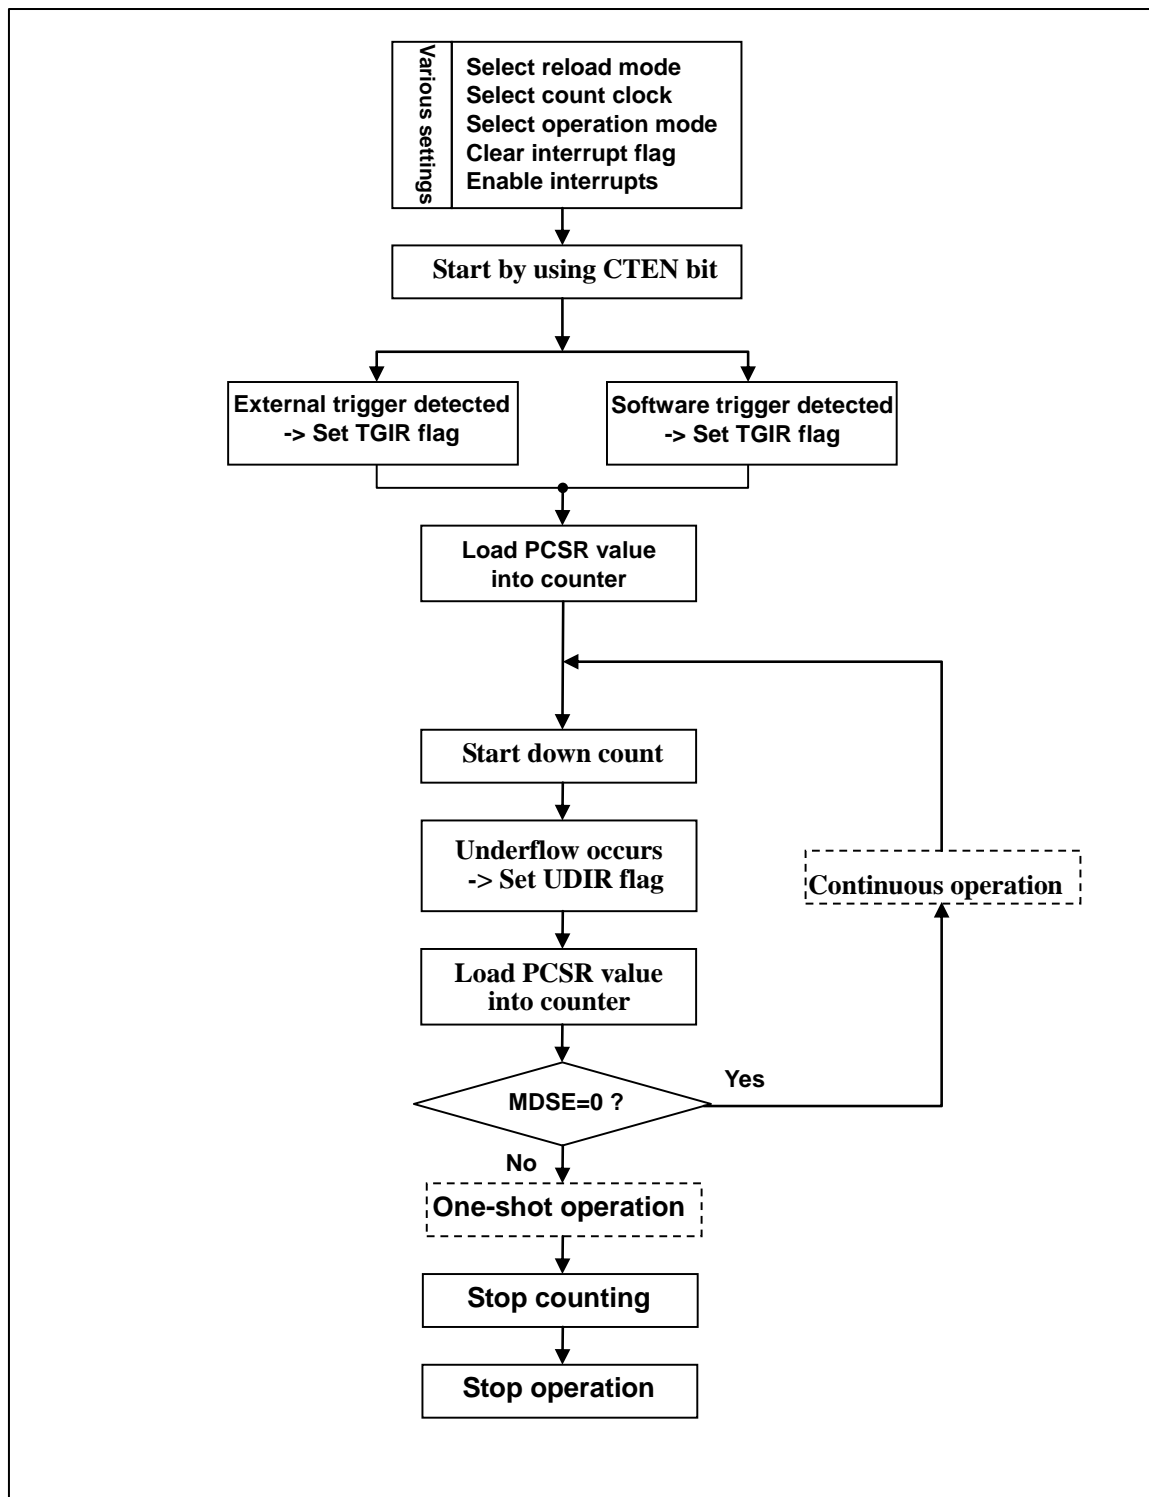 Various settings
Select reload mode
Select count clock
Select operation mode
Clear interrupt flag
Enable interrupts
Start by using CTEN bit
External trigger detected
-> Set TGIR flag
Software trigger detected
-> Set TGIR flag
Load PCSR value
into counter
Start down count
Underflow occurs
-> Set UDIR flag
Continuous operation
Load PCSR value
into counter
MDSE=0 ?
Yes
No
One-shot operation
Stop counting
Stop operation